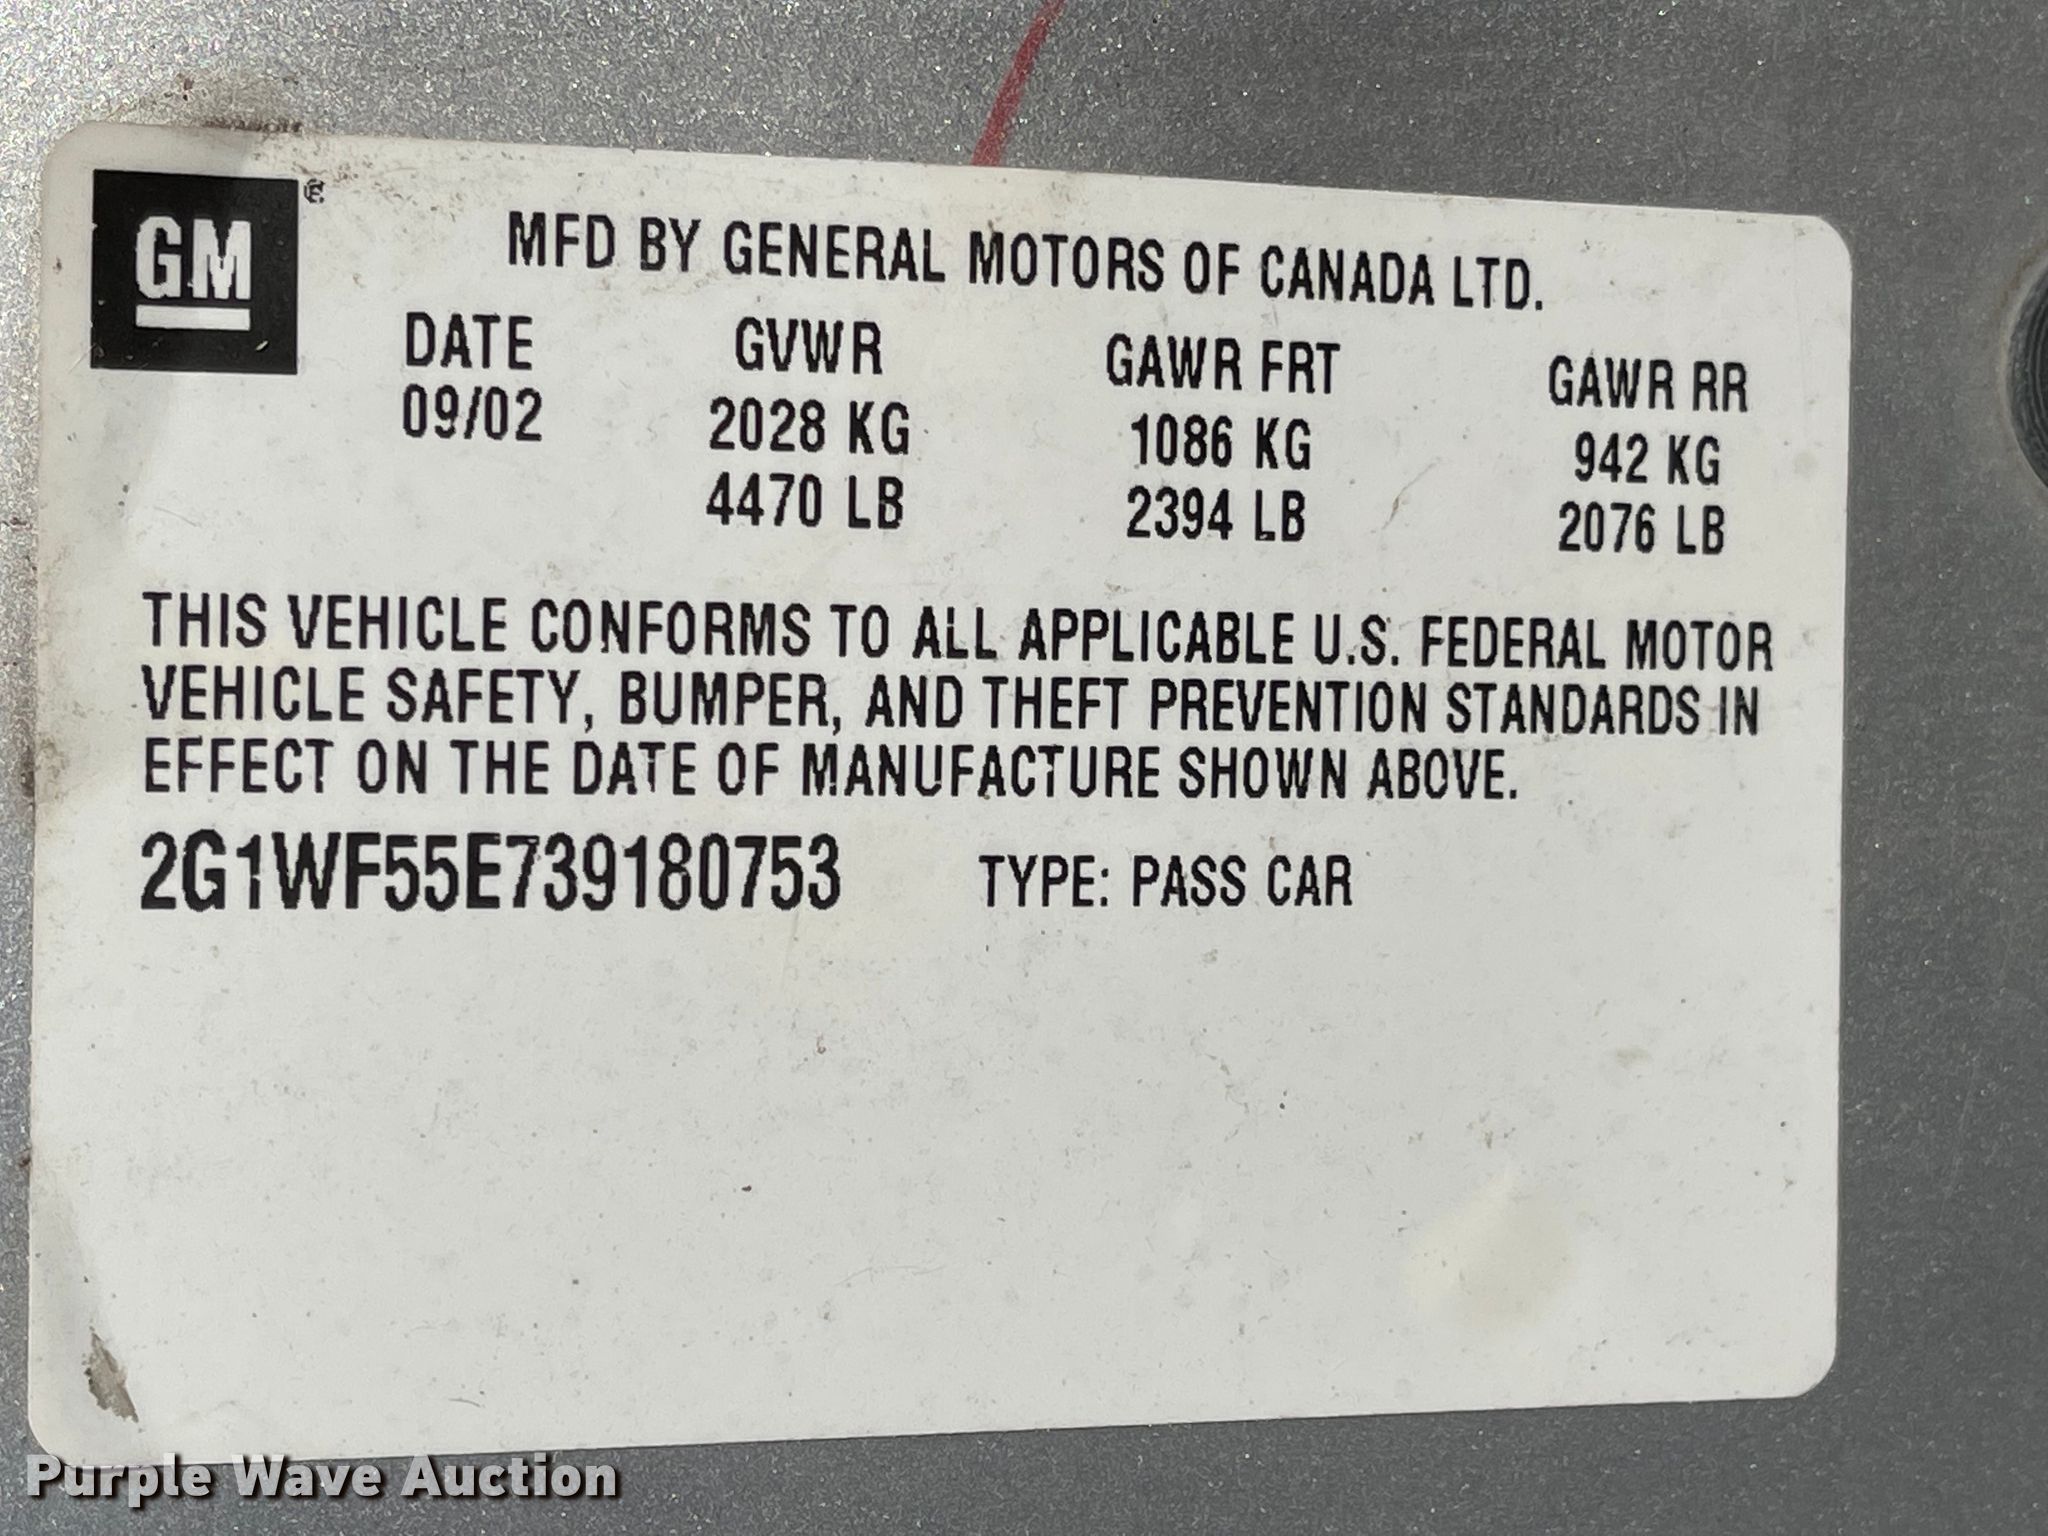 GM
MFD BY GENERAL MOTORS OF CANADA LTD.
DATE GVWR GAWR FRT GAWR RR
09/02 2028 KG 1086 KG 942 KG
4470 LB 2394 LB 2076 LB
THIS VEHICLE CONFORMS TO ALL APPLICABLE U.S. FEDERAL MOTOR
VEHICLE SAFETY, BUMPER, AND THEFT PREVENTION STANDARDS IN
EFFECT ON THE DATE OF MANUFACTURE SHOWN ABOVE.
2G1WF55E739180753 TYPE: PASS CAR
Purple Wave Auction